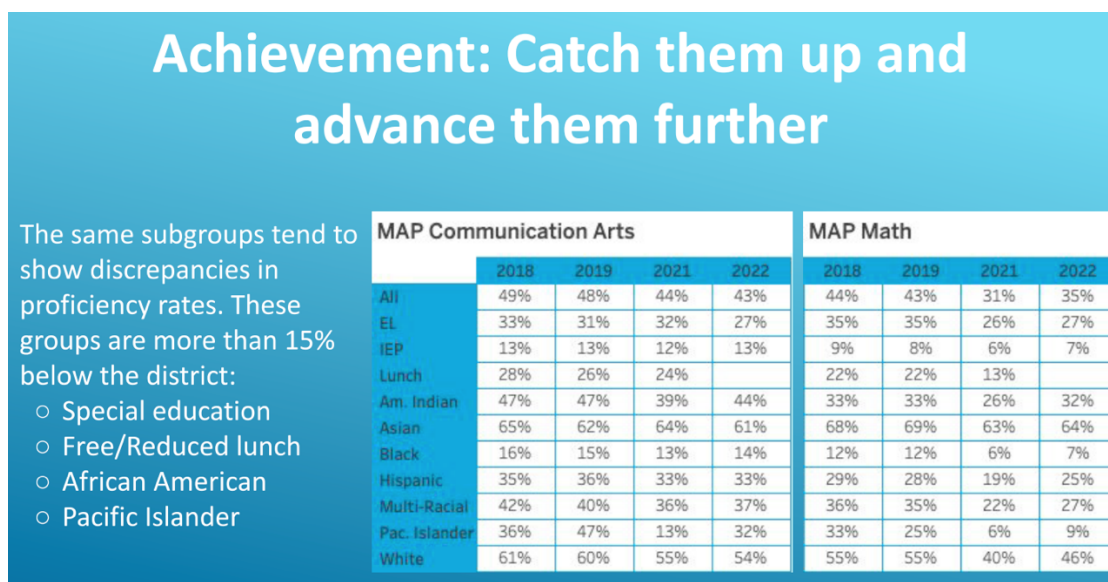 Achievement: Catch them up and
advance them further
The same subgroups tend to
show discrepancies in
proficiency rates. These
groups are more than 15%
below the district:
○ Special education
○ Free/Reduced lunch
○ African American
○ Pacific Islander
MAP Communication Arts
2018 2019 2021 2022
All 49% 48% 44% 43%
EL 33% 31% 32% 27%
IEP 13% 13% 12% 13%
Lunch 28% 26% 24%
Am. Indian 47% 47% 39% 44%
Asian 65% 62% 64% 61%
Black 16% 15% 13% 14%
Hispanic 35% 36% 33% 33%
Multi-Racial 42% 40% 36% 37%
Pac. Islander 36% 47% 13% 32%
White 61% 60% 55% 54%
MAP Math
2018 2019 2021 2022
44% 43% 31% 35%
35% 35% 26% 27%
9% 8% 6% 7%
22% 22% 13%
33% 33% 26% 32%
68% 69% 63% 64%
12% 12% 6% 7%
29% 28% 19% 25%
36% 35% 22% 27%
33% 25% 6% 9%
55% 55% 40% 46%